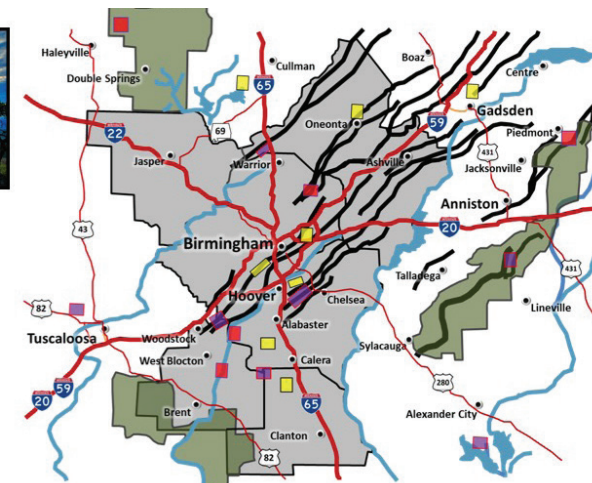 Haleyville
Double Springs
Cullman
65
Boaz
Centre
22
69
Oneonta
59
Gadsden
Piedmont
Jasper
Warrior
Ashville
431
Jacksonville
43
Anniston
Birmingham
20
Talladega
431
82
Hoover
Chelsea
Lineville
Tuscaloosa
Woodstock
Alabaster
West Blocton
Calera
Sylacauga
280
20
59
65
Brent
Alexander City
Clanton
82